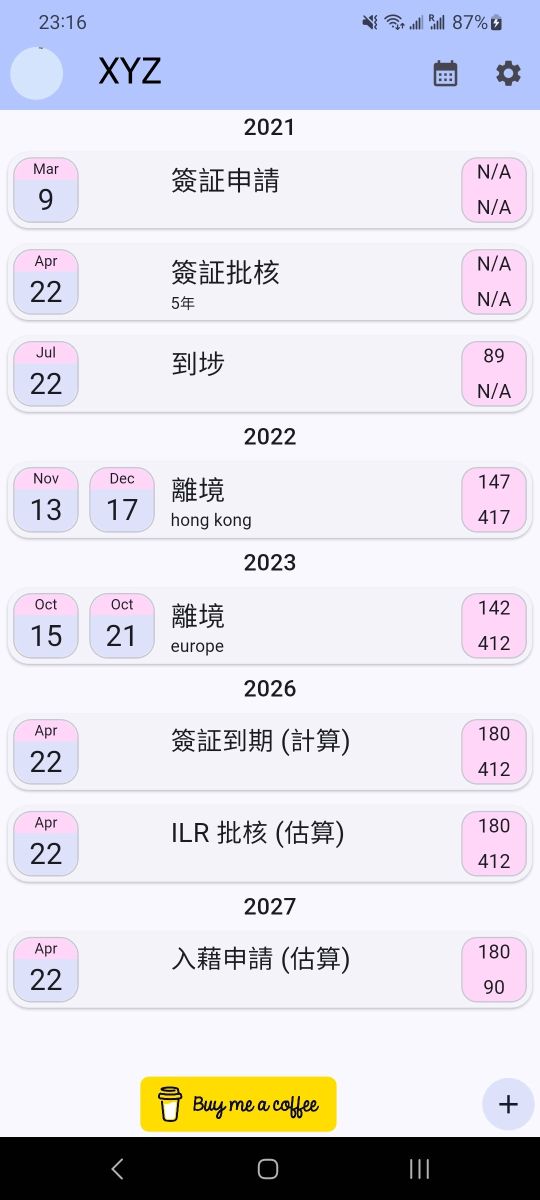 23:16
R
87%
XYZ
2021
Mar
9
簽証申請
N/A
N/A
Apr
22
簽証批核
5年
N/A
N/A
Jul
22
到埗
89
N/A
2022
Nov
13
Dec
17
離境
hong kong
147
417
2023
Oct
15
Oct
21
離境
europe
142
412
2026
Apr
22
簽証到期 (計算)
180
412
Apr
22
ILR 批核 (估算)
180
412
2027
Apr
22
入藉申請 (估算)
180
90
Buy me a coffee
+